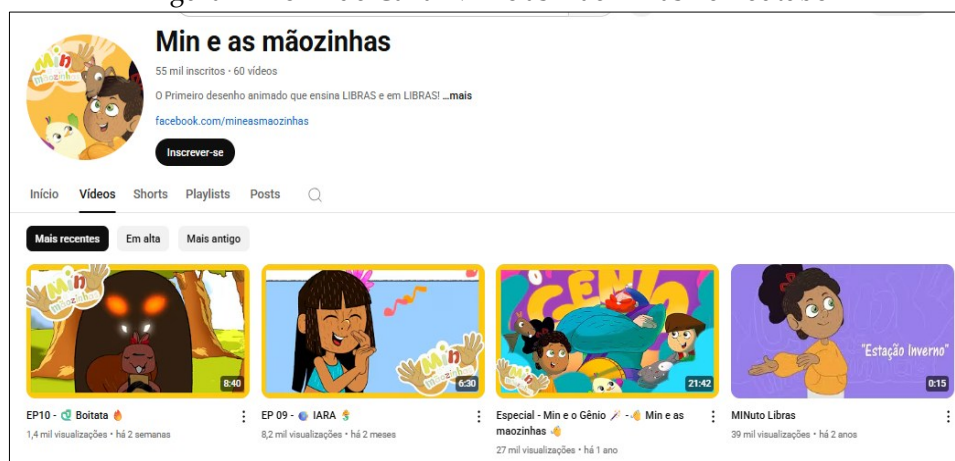 Min e as mãozinhas
55 mil inscritos · 60 vídeos
O Primeiro desenho animado que ensina LIBRAS e em LIBRAS! ...mais
facebook.com/mineasmaozinhas
Inscrever-se
Início Vídeos Shorts Playlists Posts
Mais recentes Em alta Mais antigo
Min
mãozinhas
8:40
Min
mãozinhas
6:30
GÊNIO
Min
mãozinhas
21:42
"Estação Inverno"
0:15
EP10 - Boitata
1,4 mil visualizações · há 2 semanas
EP 09 - IARA
8,2 mil visualizações · há 2 meses
Especial - Min e o Gênio - Min e as
maozinhas
27 mil visualizações · há 1 ano
MINuto Libras
39 mil visualizações · há 2 anos